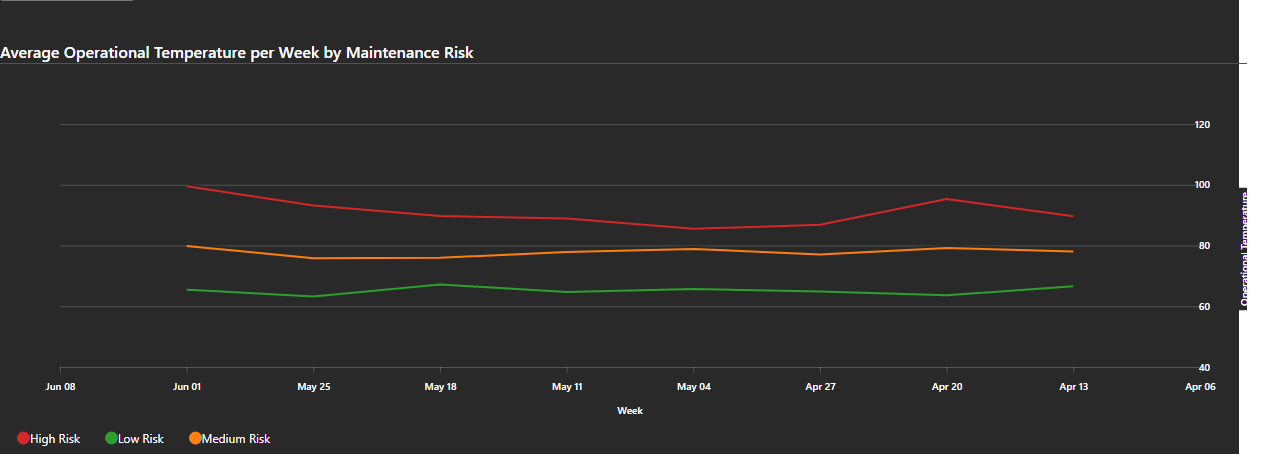 Average Operational Temperature per Week by Maintenance Risk
120
100
80
60
40
Operational Temperature
Jun 08 Jun 01 May 25 May 18 May 11 May 04 Apr 27 Apr 20 Apr 13 Apr 06
Week
High Risk Low Risk Medium Risk